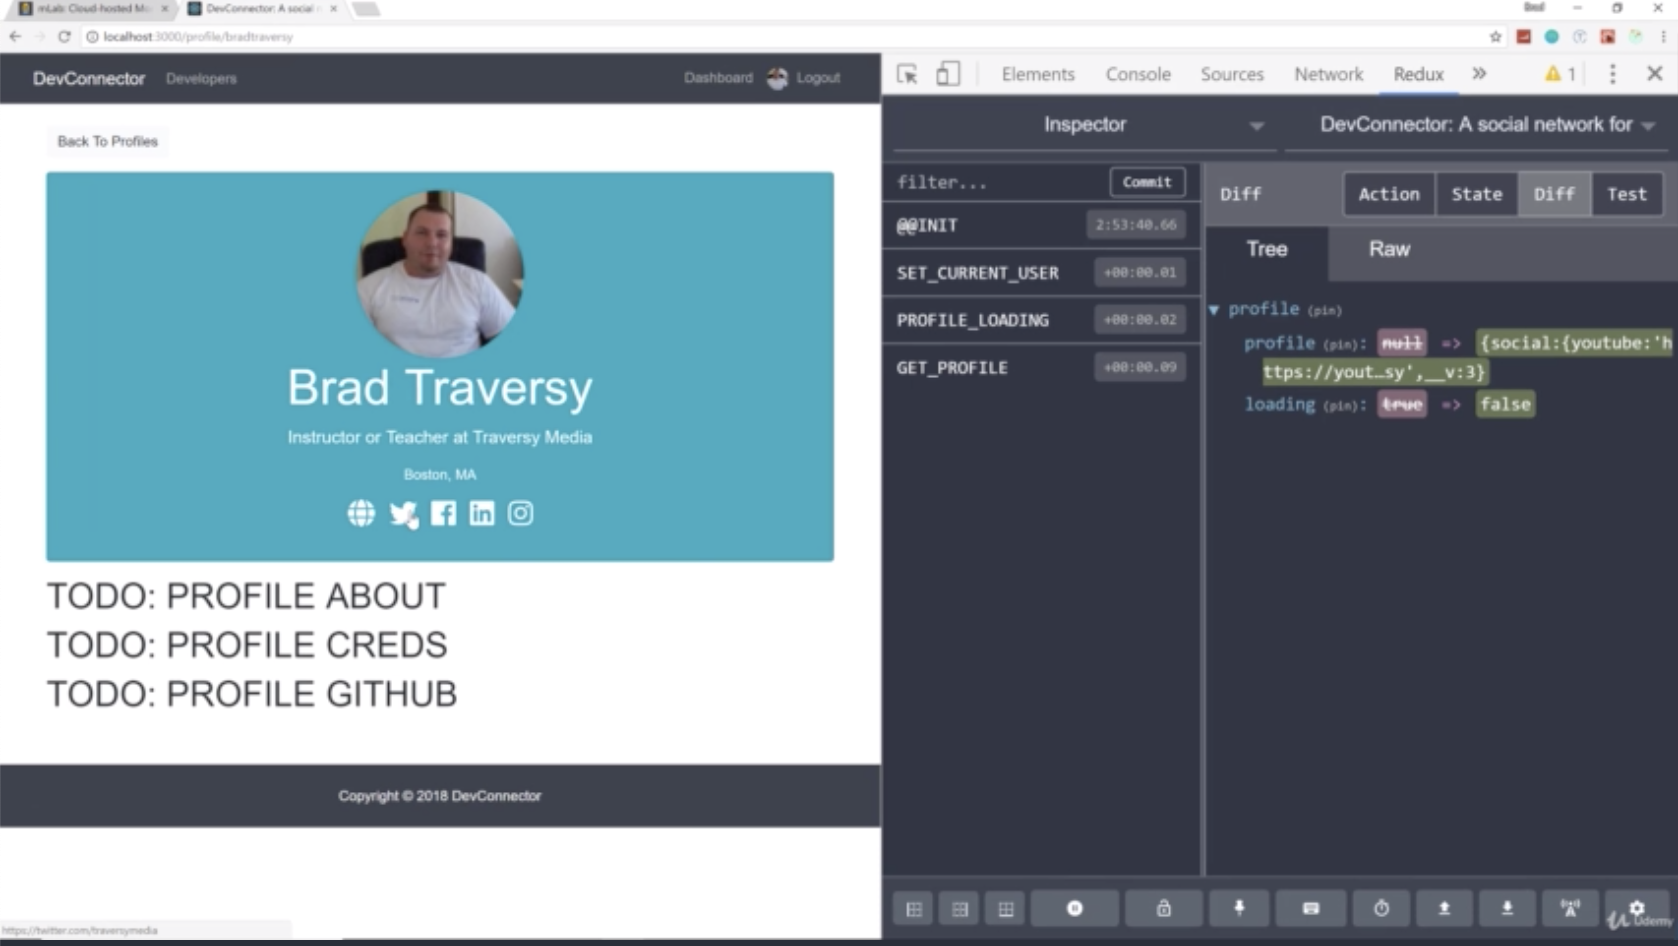 mLab: Cloud-hosted Mo
DevConnector: A social n
localhost:3000/profile/bradtraversy
DevConnector
Developers
Dashboard
Logout
Back To Profiles
Brad Traversy
Instructor or Teacher at Traversy Media
Boston, MA
TODO: PROFILE ABOUT
TODO: PROFILE CREDS
TODO: PROFILE GITHUB
Copyright © 2018 DevConnector
https://twitter.com/traversymedia
Elements
Console
Sources
Network
Redux
1
Inspector
DevConnector: A social network for
filter...
Commit
@@INIT
2:53:40.66
SET_CURRENT_USER
+00:00.01
PROFILE_LOADING
+00:00.02
GET_PROFILE
+00:00.09
Diff
Action
State
Diff
Test
Tree
Raw
profile (pin)
profile (pin): null => {social:{youtube:'h
ttps://yout…sy',__v:3}
loading (pin): true => false
Udemy